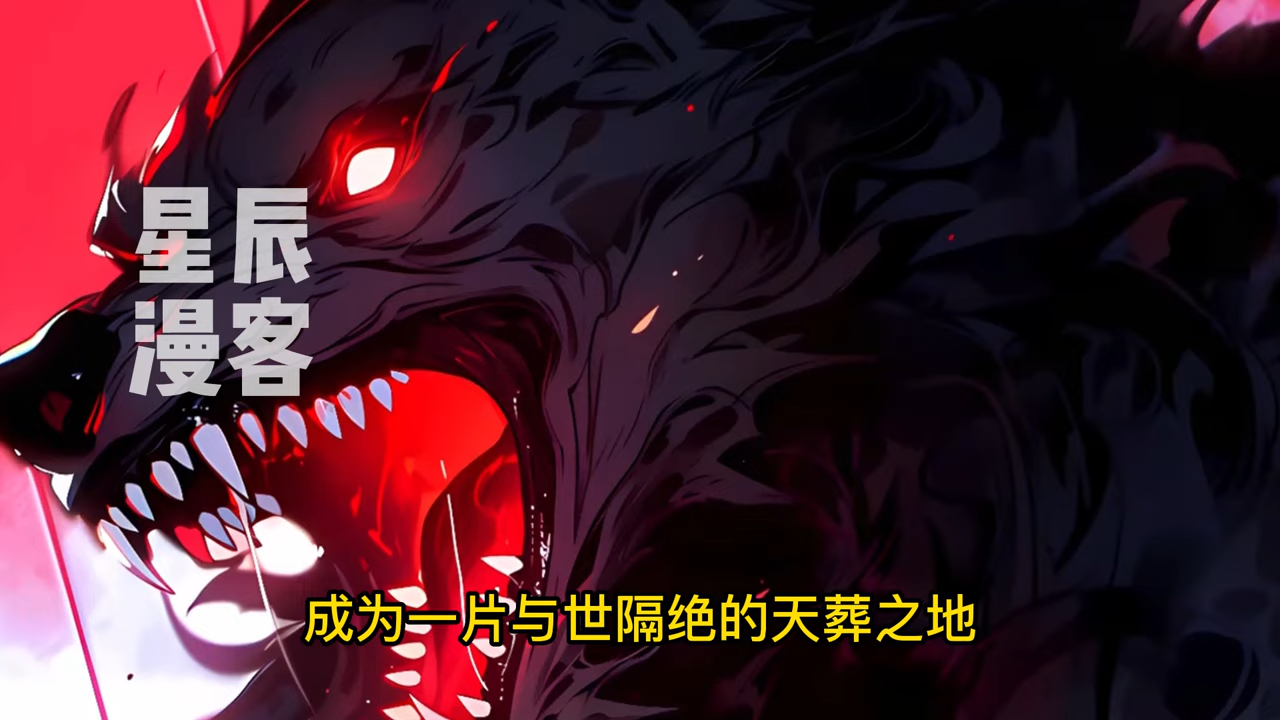 星辰
漫客
成为一片与世隔绝的天葬之地